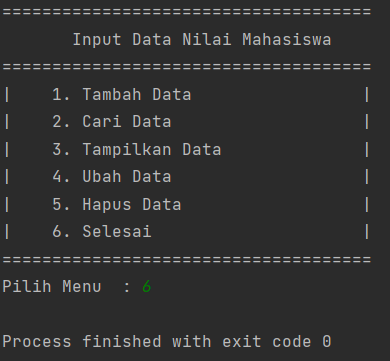 =====================================
Input Data Nilai Mahasiswa
=====================================
|    1. Tambah Data                 |
|    2. Cari Data                   |
|    3. Tampilkan Data              |
|    4. Ubah Data                   |
|    5. Hapus Data                  |
|    6. Selesai                     |
=====================================
Pilih Menu  : 6
Process finished with exit code 0